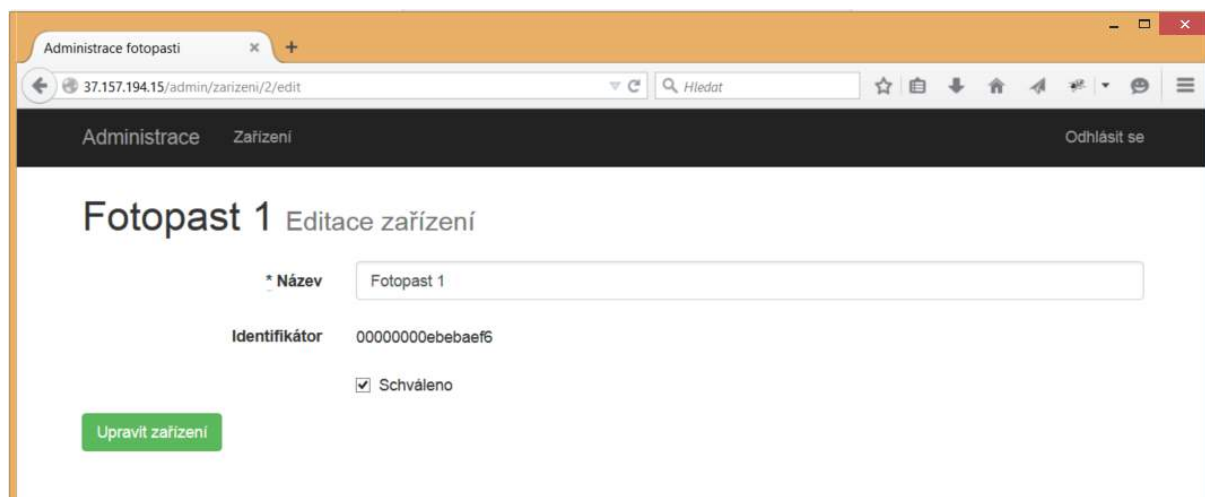 Administrace fotopasti
37.157.194.15/admin/zarizeni/2/edit
Hledat
Administrace Zařízení Odhlásit se
Fotopast 1 Editace zařízení
* Název Fotopast 1
Identifikátor 00000000ebebaef6
Schváleno
Upravit zařízení